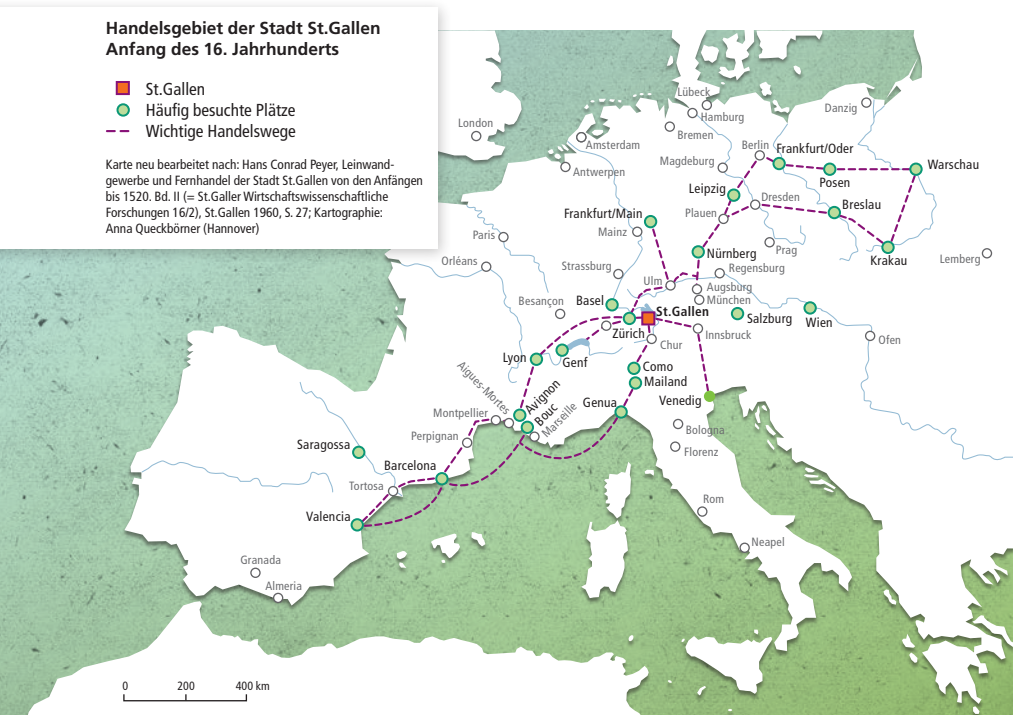 Handelsgebiet der Stadt St.Gallen
Anfang des 16. Jahrhunderts
St.Gallen
Häufig besuchte Plätze
Wichtige Handelswege
Karte neu bearbeitet nach: Hans Conrad Peyer, Leinwand-
gewerbe und Fernhandel der Stadt St.Gallen von den Anfängen
bis 1520. Bd. II (= St.Galler Wirtschaftswissenschaftliche
Forschungen 16/2), St.Gallen 1960, S. 27; Kartographie:
Anna Queckbörner (Hannover)
Lübeck
Hamburg
Danzig
London
Bremen
Amsterdam
Berlin
Frankfurt/Oder
Magdeburg
Warschau
Antwerpen
Posen
Leipzig
Dresden
Breslau
Frankfurt/Main
Plauen
Mainz
Paris
Prag
Nürnberg
Krakau
Lemberg
Orléans
Strassburg
Regensburg
Ulm
Augsburg
Besançon
Basel
München
St.Gallen
Salzburg
Wien
Zürich
Innsbruck
Ofen
Chur
Lyon
Genf
Como
Mailand
Aigues-Mortes
Avignon
Bouc
Marseille
Genua
Venedig
Montpellier
Bologna
Perpignan
Florenz
Saragossa
Barcelona
Tortosa
Rom
Valencia
Neapel
Granada
Almeria
0 200 400 km